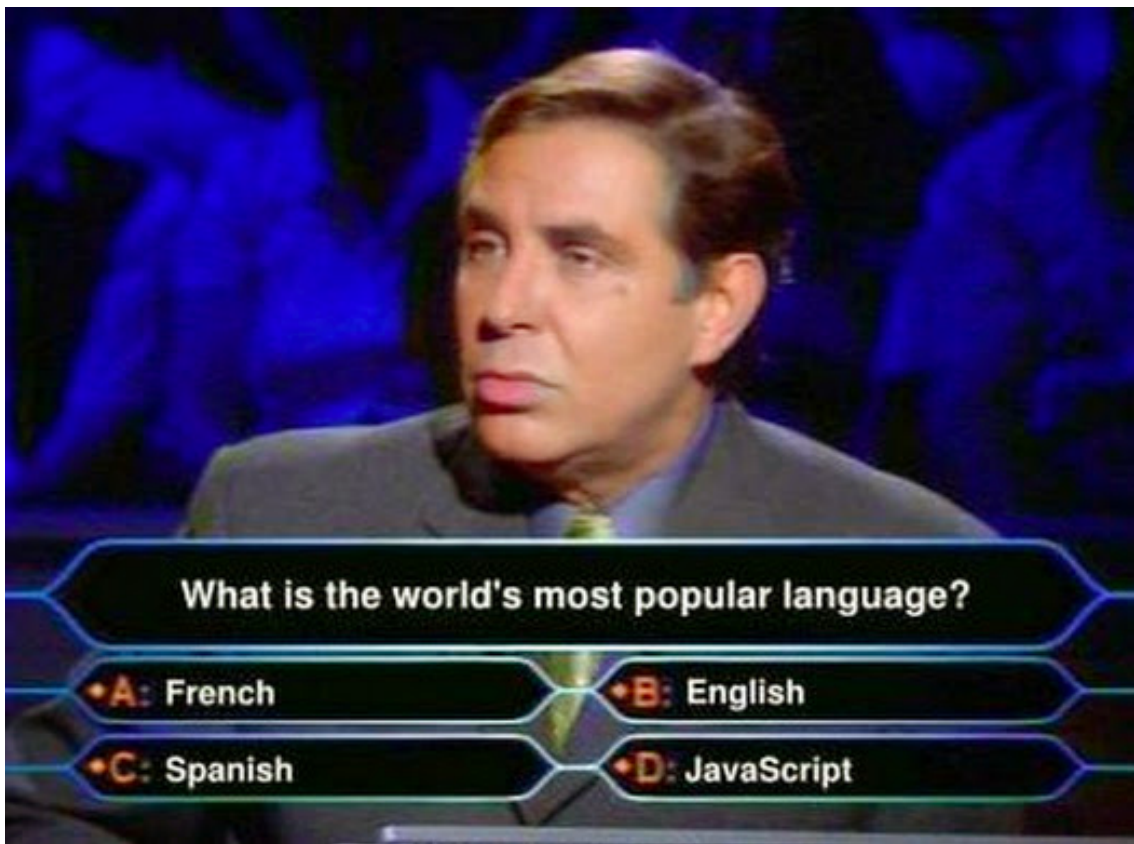 What is the world's most popular language?
A: French
B: English
C: Spanish
D: JavaScript